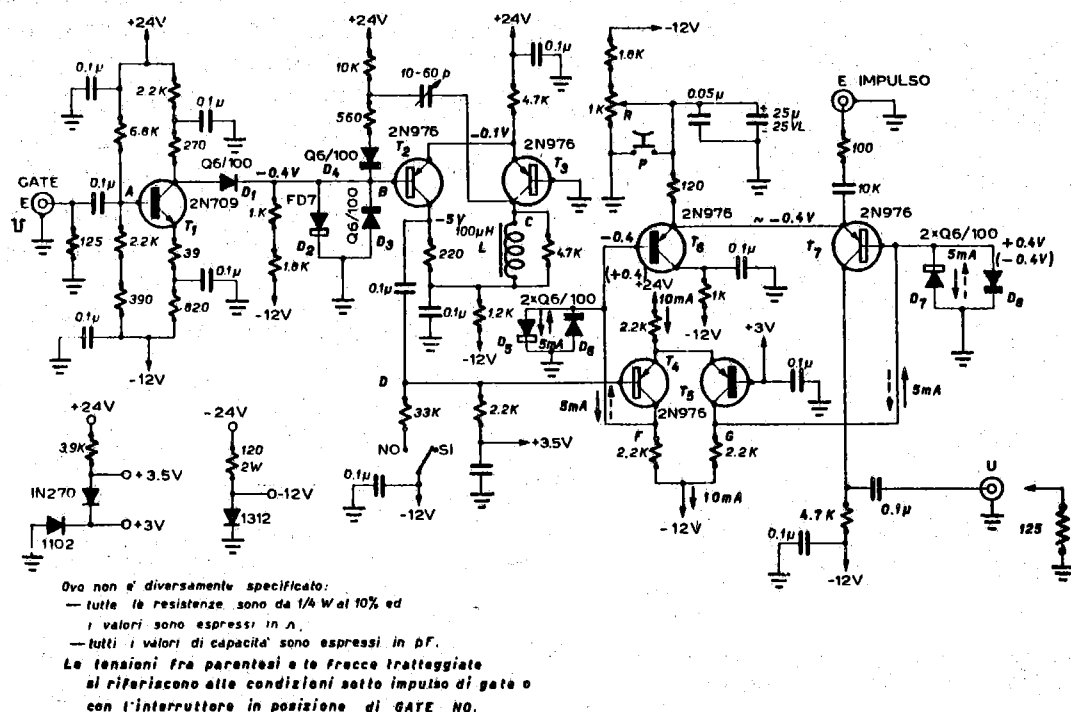 +24V
+24V
+24V
-12V
E IMPULSO
0.1μ
2.2K
0.1μ
10K
10-60p
0.1μ
4.7K
1.8K
0.05μ
+ 25μ
- 25VL
1K
R
P
100
6.8K
270
560
-0.1V
2N976
Q6/100
-0.4V
Q6/100
D4
T2
2N976
T3
120
10K
GATE
E
0.1μ
A
2N709
T1
D1
1K
FD7
D2
Q6/100
D3
B
-5V
100μH
L
C
47K
2N976
-0.4
T6
~ -0.4V
2N976
T7
2xQ6/100
5mA
+0.4V
(-0.4V)
D7
D8
125
2.2K
39
1.8K
220
(+0.4)
+24V
0.1μ
1K
-12V
390
0.1μ
820
-12V
0.1μ
0.1μ
1.2K
-12V
2xQ6/100
D5
5mA
D6
10mA
2.2K
+3V
0.1μ
-12V
0.1μ
T4
2N976
T5
D
5mA
5mA
+24V
3.9K
+3.5V
1N270
+3V
1102
-24V
120
2W
-12V
1312
33K
2.2K
NO
SI
+3.5V
0.1μ
-12V
F
2.2K
G
2.2K
10mA
-12V
U
0.1μ
125
4.7K
0.1μ
-12V
Ove non e' diversamente specificato:
— tutte le resistenze sono da 1/4 W al 10% ed
i valori sono espressi in Ω.
— tutti i valori di capacita' sono espressi in pF.
Le tensioni fra parentesi e le frecce tratteggiate
si riferiscono alle condizioni sotto impulso di gate o
con l'interruttore in posizione di GATE NO.